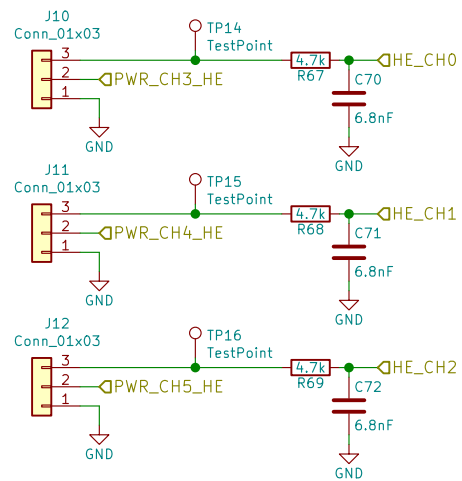 J10
Conn_01x03
3
2
1
PWR_CH3_HE
GND
TP14
TestPoint
4.7k
R67
HE_CH0
C70
6.8nF
GND
J11
Conn_01x03
3
2
1
PWR_CH4_HE
GND
TP15
TestPoint
4.7k
R68
HE_CH1
C71
6.8nF
GND
J12
Conn_01x03
3
2
1
PWR_CH5_HE
GND
TP16
TestPoint
4.7k
R69
HE_CH2
C72
6.8nF
GND